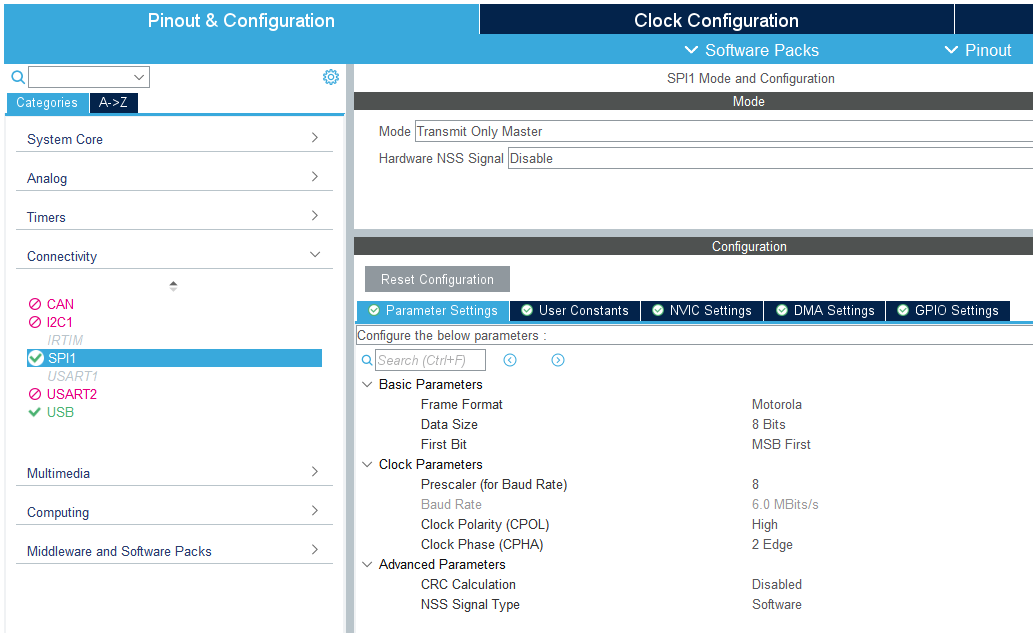 Pinout & Configuration
Clock Configuration
Software Packs
Pinout
Categories
A->Z
System Core
Analog
Timers
Connectivity
CAN
I2C1
IRTIM
SPI1
USART1
USART2
USB
Multimedia
Computing
Middleware and Software Packs
SPI1 Mode and Configuration
Mode
Mode Transmit Only Master
Hardware NSS Signal Disable
Configuration
Reset Configuration
Parameter Settings
User Constants
NVIC Settings
DMA Settings
GPIO Settings
Configure the below parameters :
Search (Ctrl+F)
Basic Parameters
Frame Format Motorola
Data Size 8 Bits
First Bit MSB First
Clock Parameters
Prescaler (for Baud Rate) 8
Baud Rate 6.0 MBits/s
Clock Polarity (CPOL) High
Clock Phase (CPHA) 2 Edge
Advanced Parameters
CRC Calculation Disabled
NSS Signal Type Software